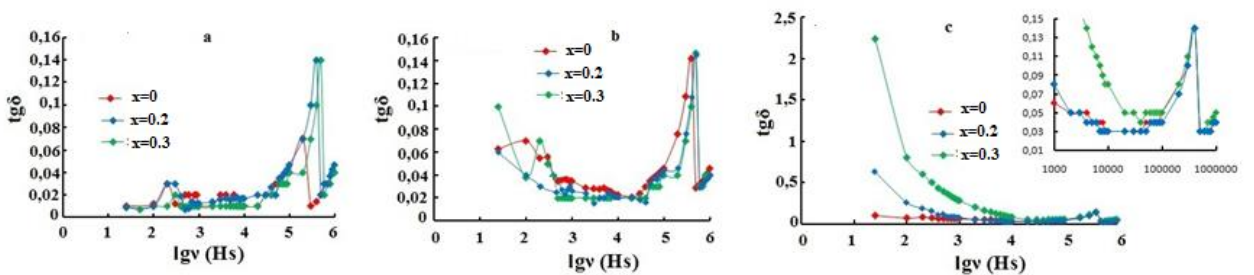 a
0,16
0,14
0,12
0,1
0,08
0,06
0,04
0,02
0
tgδ
x=0
x=0.2
x=0.3
0 1 2 3 4 5 6
lgν (Hs)
b
0,16
0,14
0,12
0,1
0,08
0,06
0,04
0,02
0
tgδ
x=0
x=0.2
x=0.3
0 1 2 3 4 5 6
lgν (Hs)
c
2,5
2
1,5
1
0,5
0
tgδ
x=0
x=0.2
x=0.3
0 1 2 3 4 5 6
lgν (Hs)
0,15
0,13
0,11
0,09
0,07
0,05
0,03
0,01
1000 10000 100000 1000000